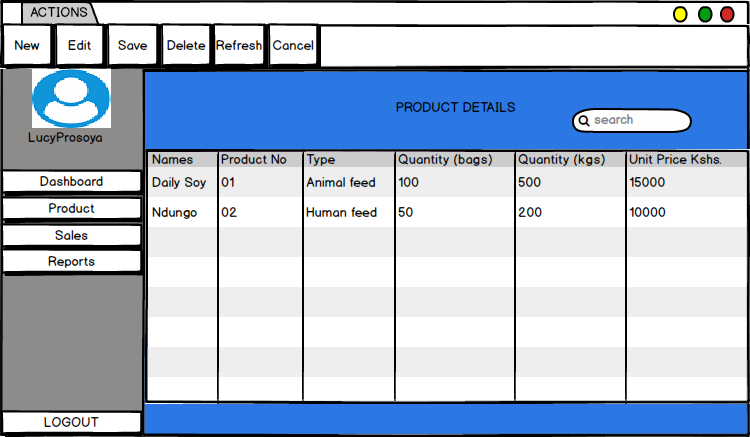 ACTIONS
New Edit Save Delete Refresh Cancel
LucyProsoya
PRODUCT DETAILS
search
Dashboard
Product
Sales
Reports
LOGOUT
Names Product No Type Quantity (bags) Quantity (kgs) Unit Price Kshs.
Daily Soy 01 Animal feed 100 500 15000
Ndungo 02 Human feed 50 200 10000